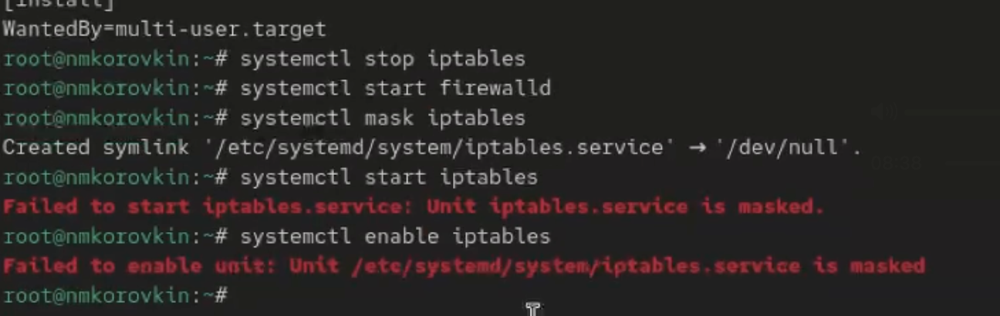 [Install]
WantedBy=multi-user.target
root@nmkorovkin:~# systemctl stop iptables
root@nmkorovkin:~# systemctl start firewalld
root@nmkorovkin:~# systemctl mask iptables
Created symlink '/etc/systemd/system/iptables.service' → '/dev/null'.
root@nmkorovkin:~# systemctl start iptables
Failed to start iptables.service: Unit iptables.service is masked.
root@nmkorovkin:~# systemctl enable iptables
Failed to enable unit: Unit /etc/systemd/system/iptables.service is masked
root@nmkorovkin:~#